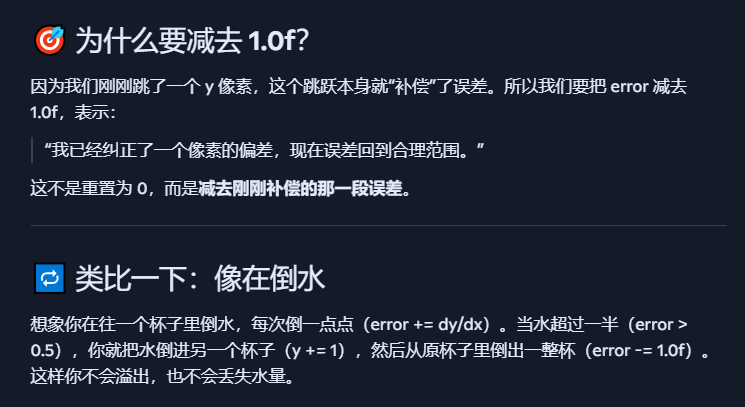 🎯 为什么要减去 1.0f？
因为我们刚刚跳了一个 y 像素，这个跳跃本身就“补偿”了误差。所以我们要把 error 减去
1.0f，表示：
“我已经纠正了一个像素的偏差，现在误差回到合理范围。”
这不是重置为 0，而是减去刚刚补偿的那一段误差。
🔁 类比一下：像在倒水
想象你在往一个杯子里倒水，每次倒一点点（error += dy/dx）。当水超过一半（error >
0.5），你就把水倒进另一个杯子（y += 1），然后从原杯子里倒出一整杯（error -= 1.0f）。
这样你不会溢出，也不会丢失水量。